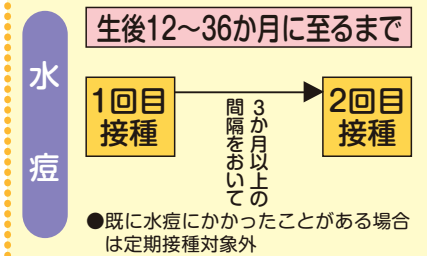 水痘
生後12〜36か月に至るまで
1回目
接種
3か月以上の
間隔をおいて
2回目
接種
●既に水痘にかかったことがある場合
は定期接種対象外